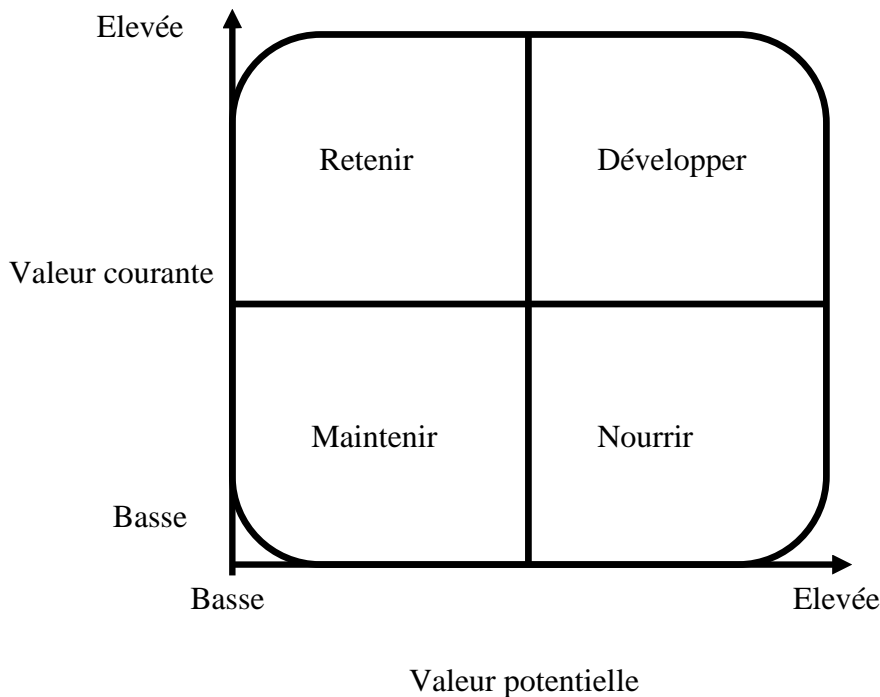 Elevée
Retenir Développer
Valeur courante
Maintenir Nourrir
Basse
Basse Elevée
Valeur potentielle